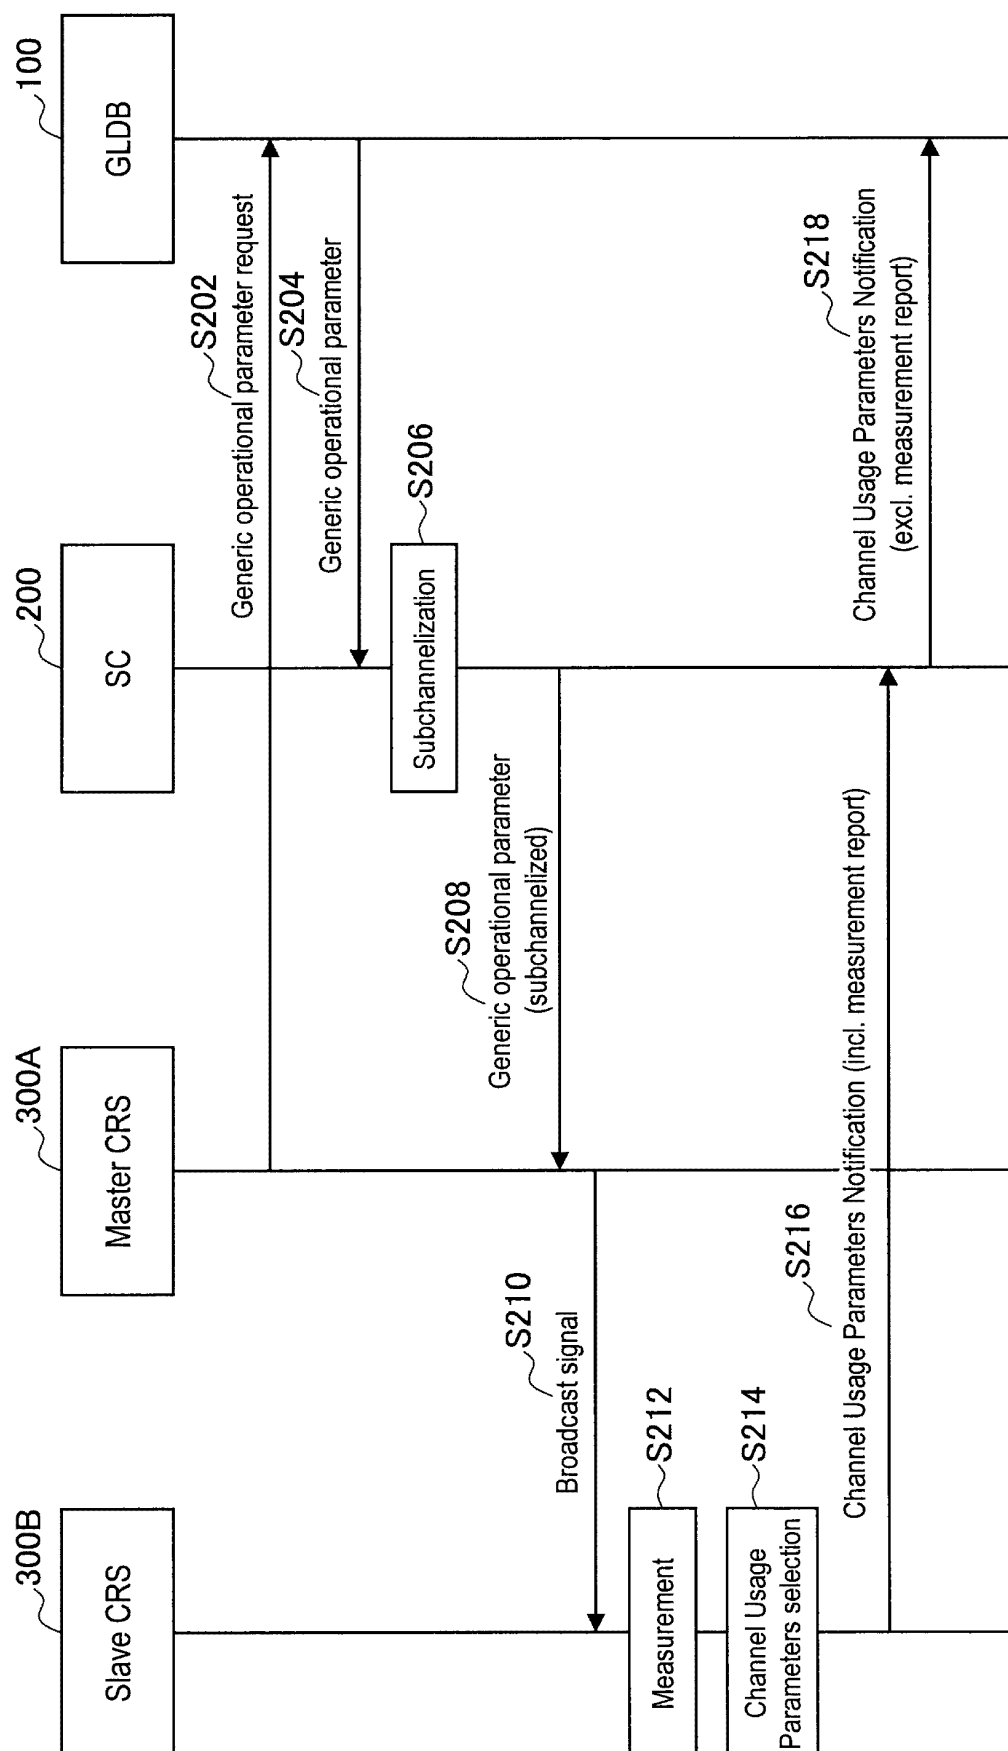 300B
Slave CRS
300A
Master CRS
200
SC
100
GLDB
S202
Generic operational parameter request
S204
Generic operational parameter
S206
Subchannelization
S208
Generic operational parameter
(subchannelized)
S210
Broadcast signal
S212
Measurement
S214
Channel Usage
Parameters selection
S216
Channel Usage Parameters Notification (incl. measurement report)
S218
Channel Usage Parameters Notification
(excl. measurement report)